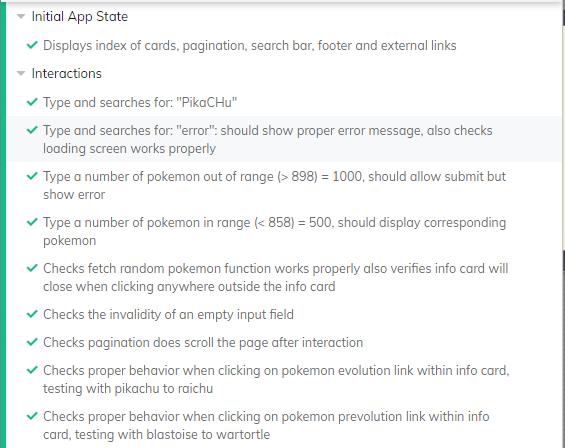 Initial App State
Displays index of cards, pagination, search bar, footer and external links
Interactions
Type and searches for: "PikaCHu"
Type and searches for: "error": should show proper error message, also checks
loading screen works properly
Type a number of pokemon out of range (> 898) = 1000, should allow submit but
show error
Type a number of pokemon in range (< 858) = 500, should display corresponding
pokemon
Checks fetch random pokemon function works properly also verifies info card will
close when clicking anywhere outside the info card
Checks the invalidity of an empty input field
Checks pagination does scroll the page after interaction
Checks proper behavior when clicking on pokemon evolution link within info card,
testing with pikachu to raichu
Checks proper behavior when clicking on pokemon prevolution link within info
card, testing with blastoise to wartortle